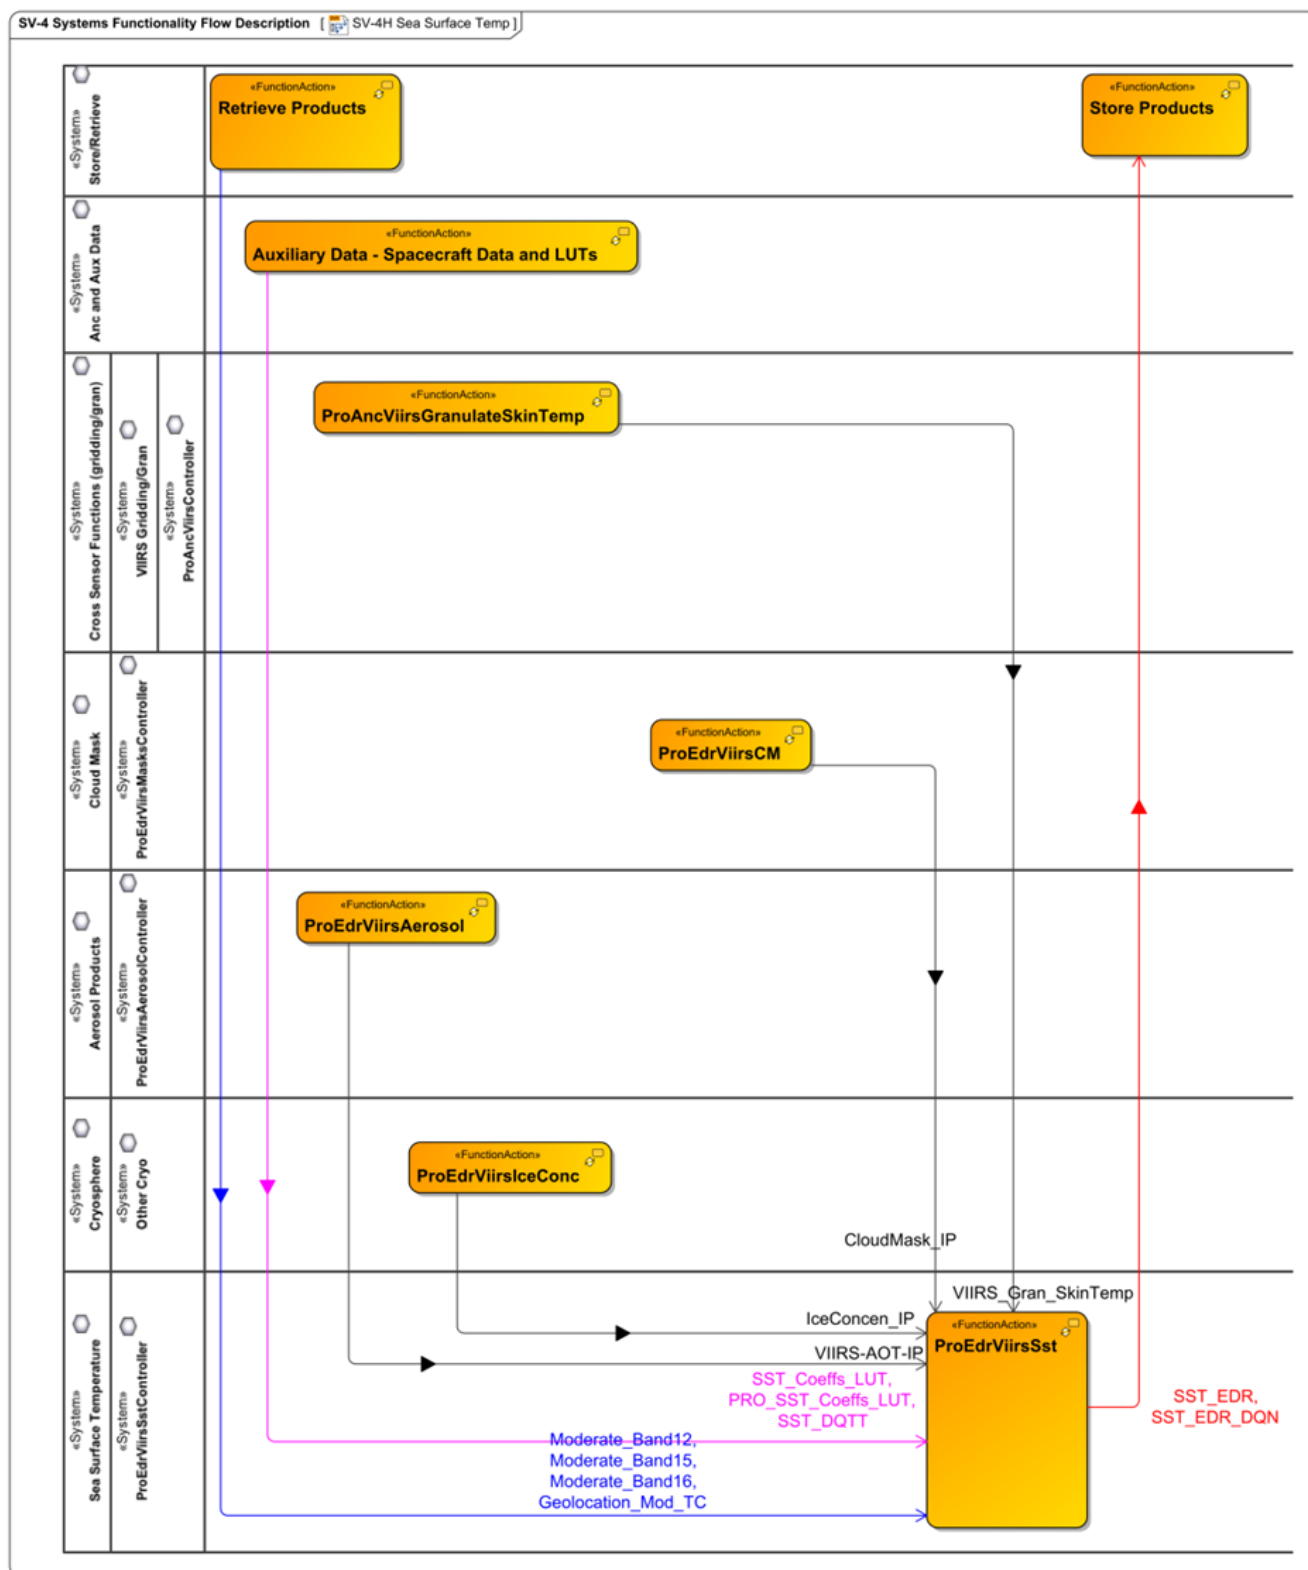 SV-4 Systems Functionality Flow Description [ SV-4H Sea Surface Temp ]
«System»
Store/Retrieve
«FunctionAction»
Retrieve Products
«FunctionAction»
Store Products
«System»
Anc and Aux Data
«FunctionAction»
Auxiliary Data - Spacecraft Data and LUTs
«System»
Cross Sensor Functions (gridding/gran)
«System»
VIIRS Gridding/Gran
«System»
ProAncViirsController
«FunctionAction»
ProAncViirsGranulateSkinTemp
«System»
Cloud Mask
«System»
ProEdrViirsMasksController
«FunctionAction»
ProEdrViirsCM
«System»
Aerosol Products
«System»
ProEdrViirsAerosolController
«FunctionAction»
ProEdrViirsAerosol
«System»
Cryosphere
«System»
Other Cryo
«FunctionAction»
ProEdrViirsIceConc
CloudMask_IP
«System»
Sea Surface Temperature
«System»
ProEdrViirsSstController
VIIRS_Gran_SkinTemp
IceConcen_IP
VIIRS-AOT-IP
«FunctionAction»
ProEdrViirsSst
SST_Coeffs_LUT,
PRO_SST_Coeffs_LUT,
SST_DQTT
SST_EDR,
SST_EDR_DQN
Moderate_Band12,
Moderate_Band15,
Moderate_Band16,
Geolocation_Mod_TC